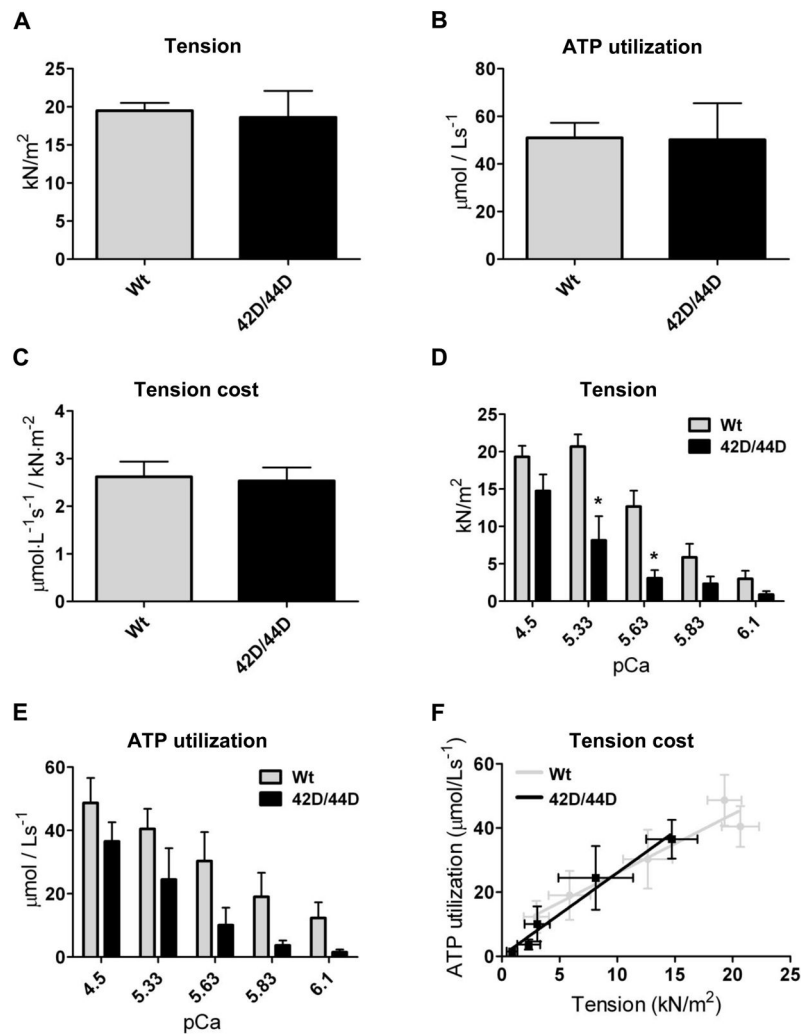 A
Tension
kN/m²
25
20
15
10
5
0
Wt
42D/44D
B
ATP utilization
µmol / Ls⁻¹
80
60
40
20
0
Wt
42D/44D
C
Tension cost
µmol·L⁻¹s⁻¹ / kN·m⁻²
4
3
2
1
0
Wt
42D/44D
D
Tension
kN/m²
25
20
15
10
5
0
Wt
42D/44D
*
*
4.5
5.33
5.63
5.83
6.1
pCa
E
ATP utilization
µmol / Ls⁻¹
60
40
20
0
Wt
42D/44D
4.5
5.33
5.63
5.83
6.1
pCa
F
Tension cost
ATP utilization (µmol/Ls⁻¹)
60
40
20
0
Wt
42D/44D
0 5 10 15 20 25
Tension (kN/m²)